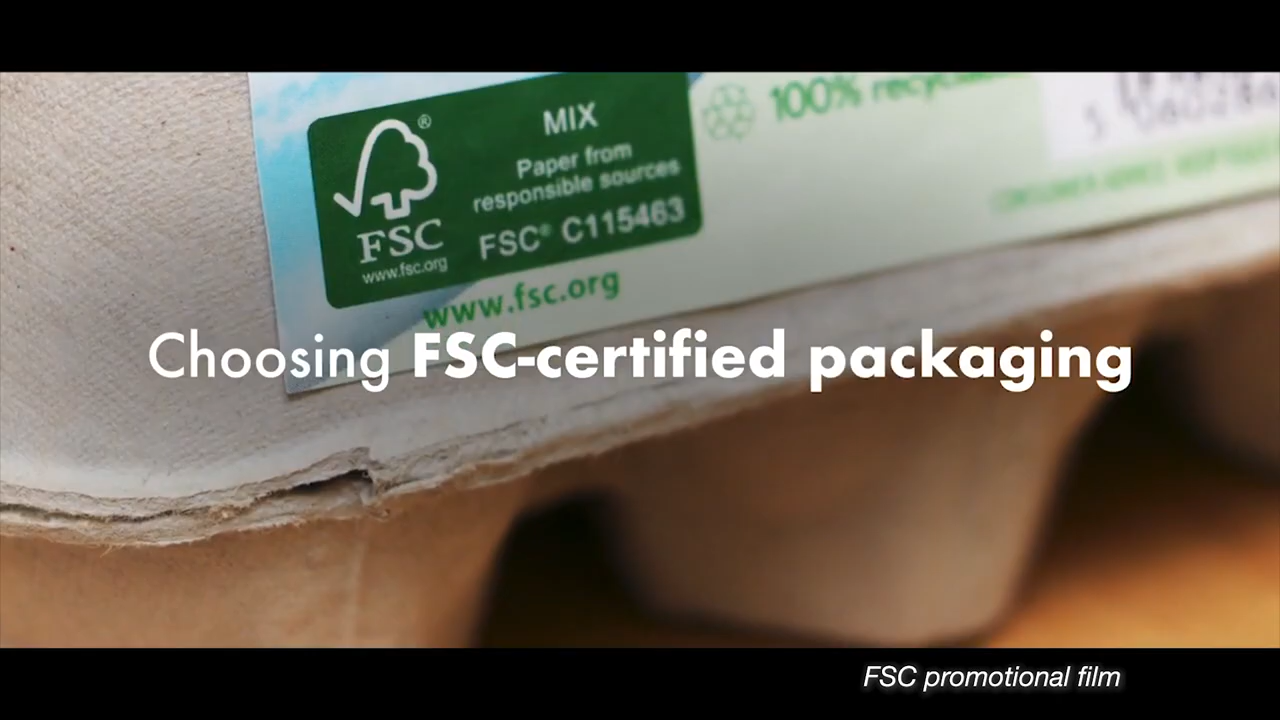 MIX
Paper from
responsible sources
FSC® C115463
®
FSC
www.fsc.org
100%
www.fsc.org
Choosing FSC-certified packaging
FSC promotional film